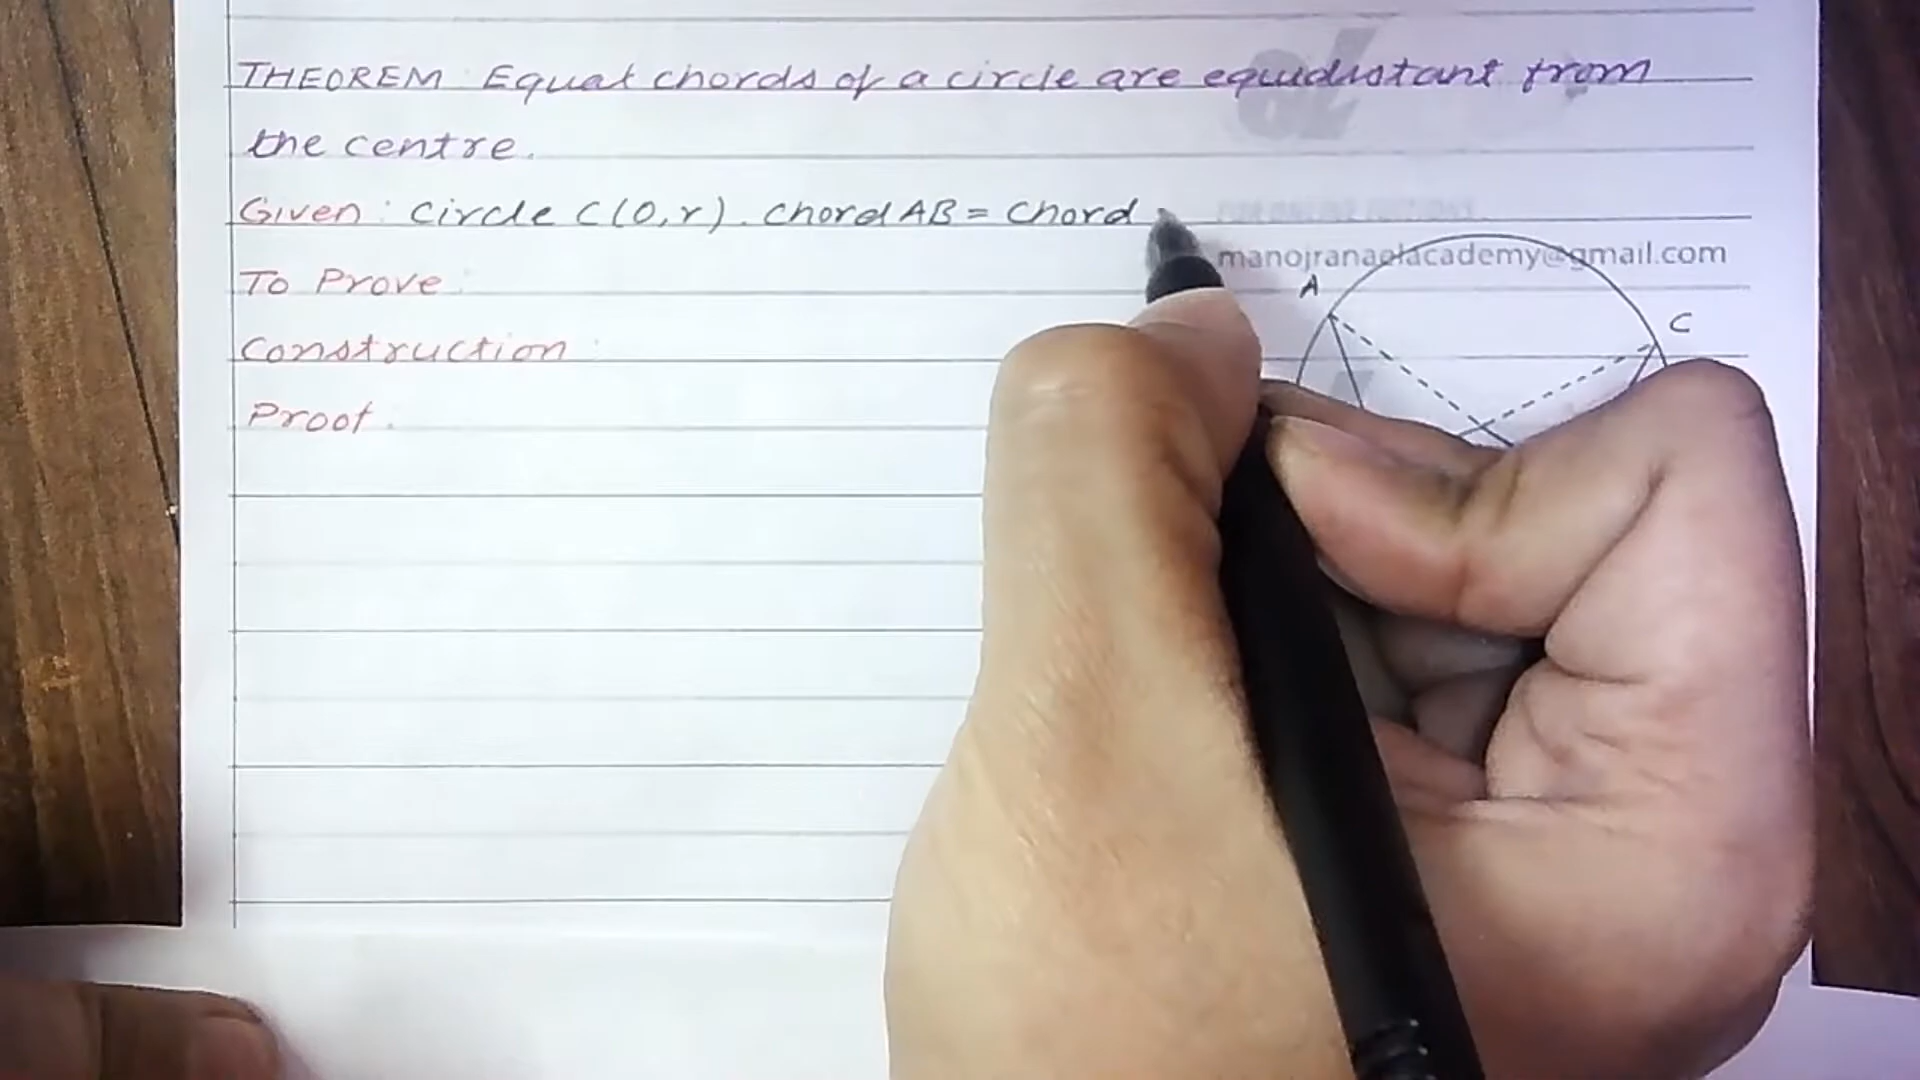 THEOREM: Equal chords of a circle are equidistant from
the centre.
Given: Circle C(O,r). Chord AB = Chord
manojranaelacademy@gmail.com
To Prove:
A
C
Construction:
Proof: